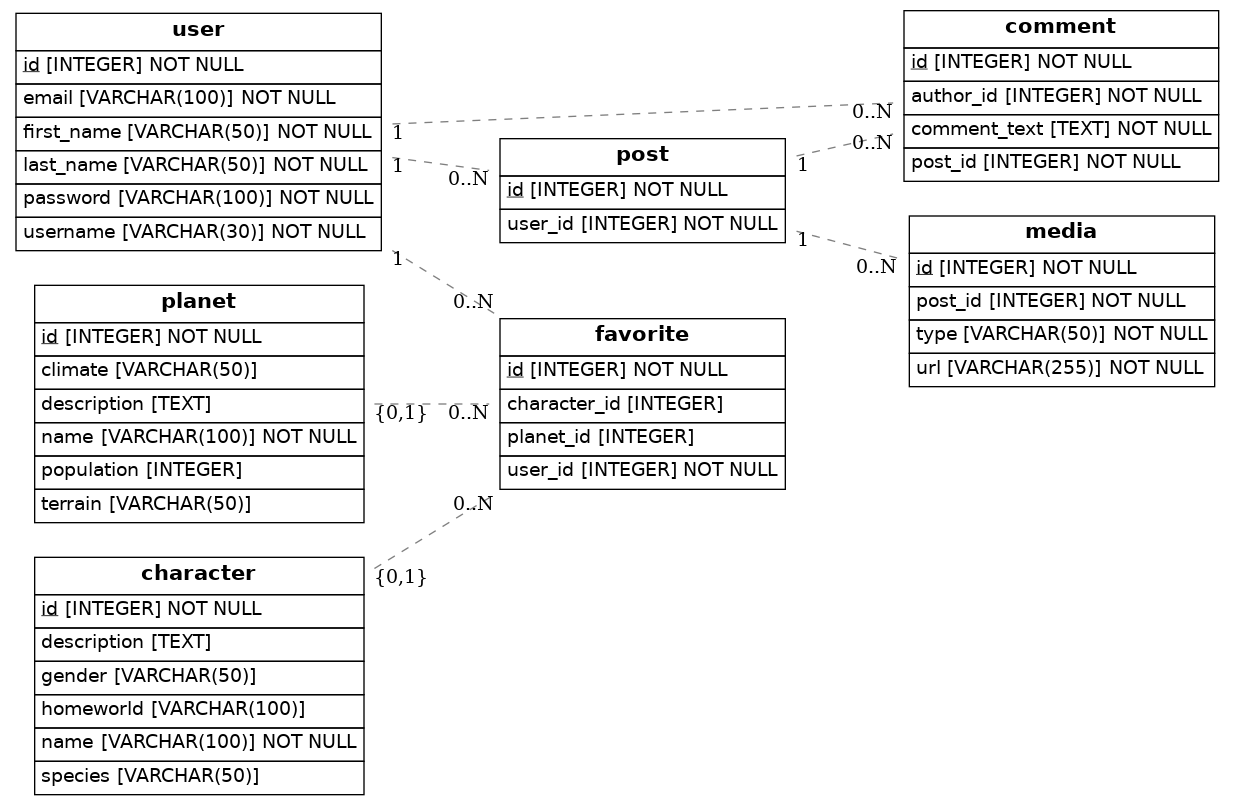 user
id [INTEGER] NOT NULL
email [VARCHAR(100)] NOT NULL
first_name [VARCHAR(50)] NOT NULL
last_name [VARCHAR(50)] NOT NULL
password [VARCHAR(100)] NOT NULL
username [VARCHAR(30)] NOT NULL
1
1
1
0..N
0..N
0..N
0..N
post
id [INTEGER] NOT NULL
user_id [INTEGER] NOT NULL
1
1
0..N
comment
id [INTEGER] NOT NULL
author_id [INTEGER] NOT NULL
comment_text [TEXT] NOT NULL
post_id [INTEGER] NOT NULL
media
id [INTEGER] NOT NULL
post_id [INTEGER] NOT NULL
type [VARCHAR(50)] NOT NULL
url [VARCHAR(255)] NOT NULL
planet
id [INTEGER] NOT NULL
climate [VARCHAR(50)]
description [TEXT]
name [VARCHAR(100)] NOT NULL
population [INTEGER]
terrain [VARCHAR(50)]
{0,1}
0..N
favorite
id [INTEGER] NOT NULL
character_id [INTEGER]
planet_id [INTEGER]
user_id [INTEGER] NOT NULL
0..N
{0,1}
character
id [INTEGER] NOT NULL
description [TEXT]
gender [VARCHAR(50)]
homeworld [VARCHAR(100)]
name [VARCHAR(100)] NOT NULL
species [VARCHAR(50)]